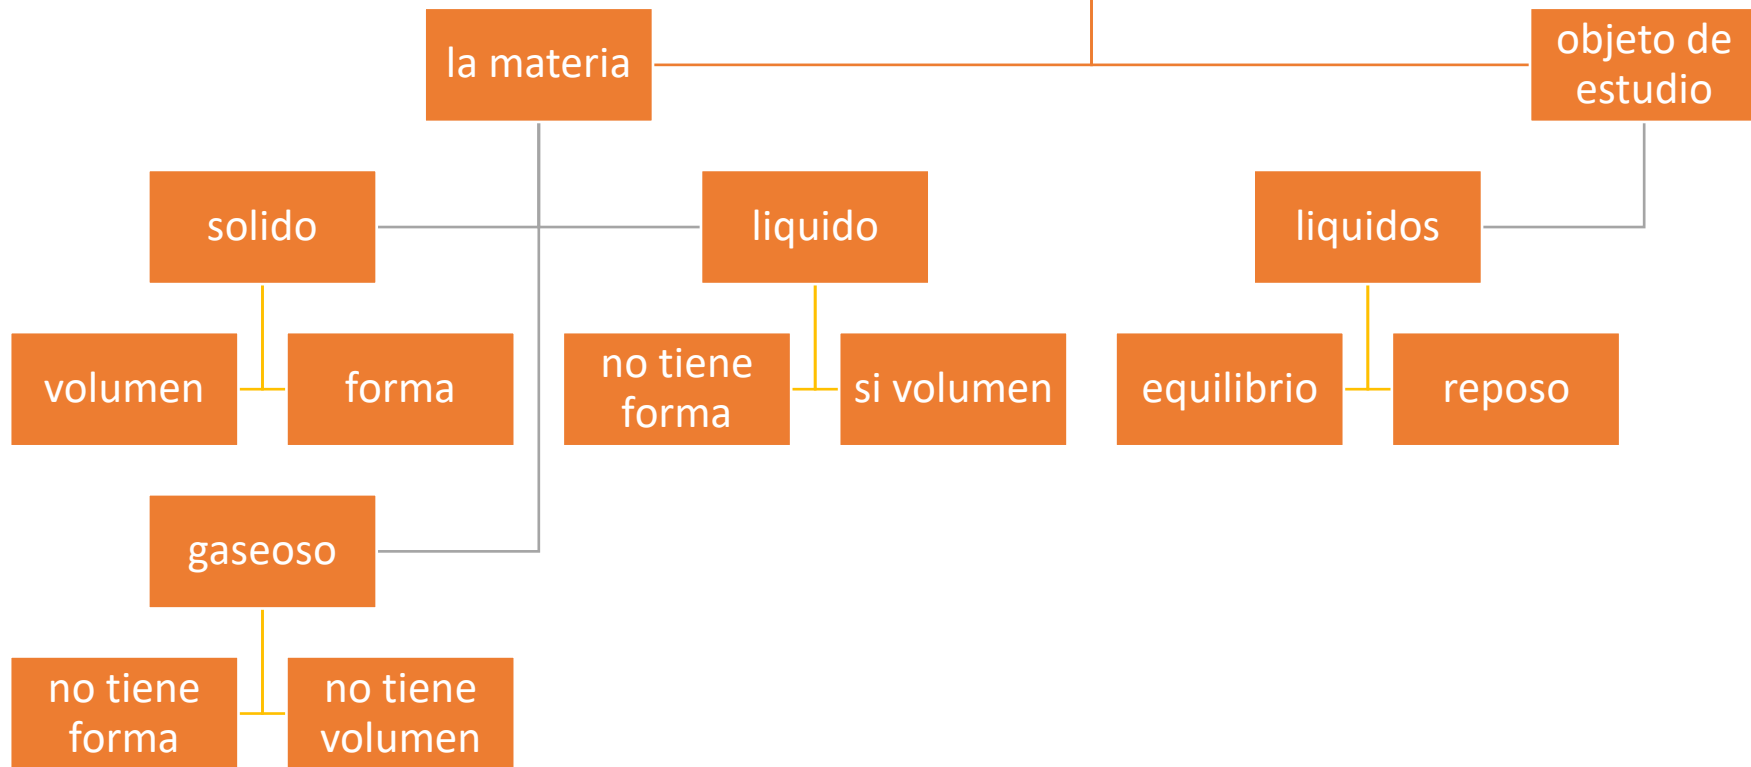 la materia
objeto de
estudio
solido
liquido
liquidos
volumen
forma
no tiene
forma
si volumen
equilibrio
reposo
gaseoso
no tiene
forma
no tiene
volumen